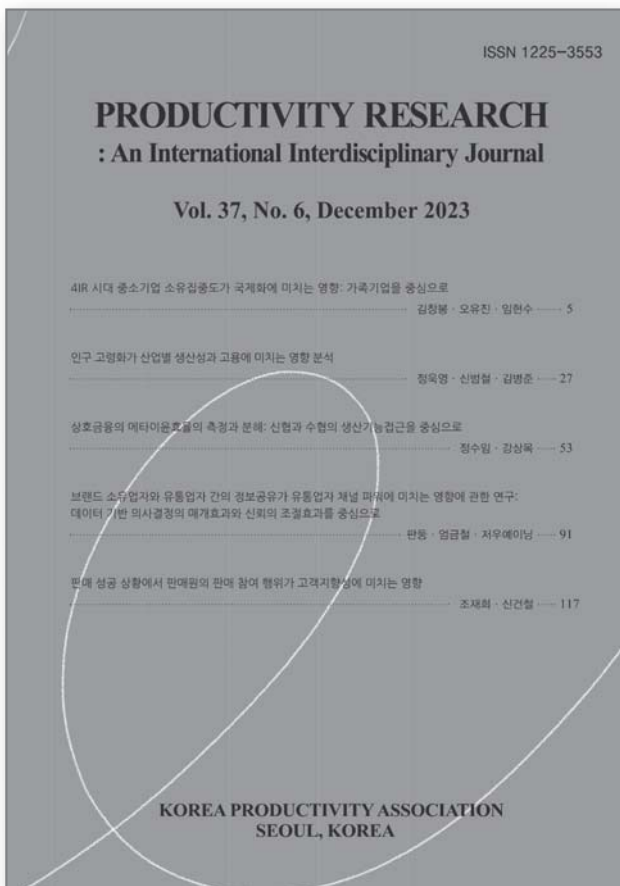 ISSN 1225-3553
PRODUCTIVITY RESEARCH
: An International Interdisciplinary Journal
Vol. 37, No. 6, December 2023
4IR 시대 중소기업 소유집중도가 국제화에 미치는 영향: 가족기업을 중심으로
김창봉 · 오유진 · 임현수 5
인구 고령화가 산업별 생산성과 고용에 미치는 영향 분석
정욱영 · 신범철 · 김병준 27
상호금융의 메타이윤효율의 측정과 분해: 신협과 수협의 생산기능접근을 중심으로
정수임 · 강상목 53
브랜드 소유업자와 유통업자 간의 정보공유가 유통업자 채널 파워에 미치는 영향에 관한 연구:
데이터 기반 의사결정의 매개효과와 신뢰의 조절효과를 중심으로
판퉁 · 엄금철 · 저우예이닝 91
판매 성공 상황에서 판매원의 판매 참여 행위가 고객지향성에 미치는 영향
조재희 · 신건철 117
KOREA PRODUCTIVITY ASSOCIATION
SEOUL, KOREA